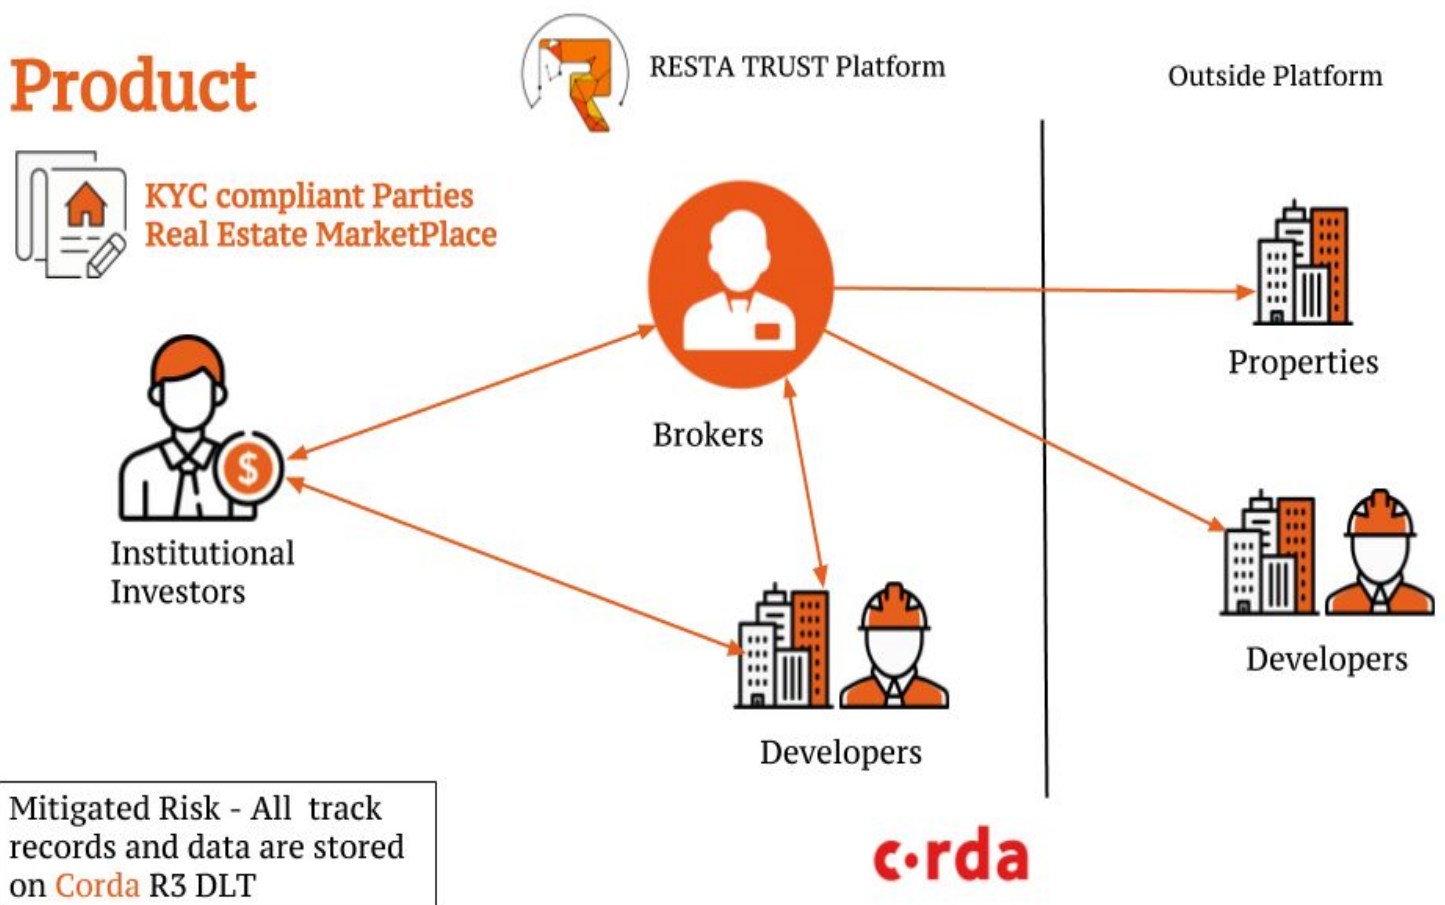 Product
RESTA TRUST Platform
Outside Platform
KYC compliant Parties
Real Estate MarketPlace
Properties
Brokers
Institutional
Investors
Developers
Developers
Mitigated Risk - All track
records and data are stored
on Corda R3 DLT
c·rda